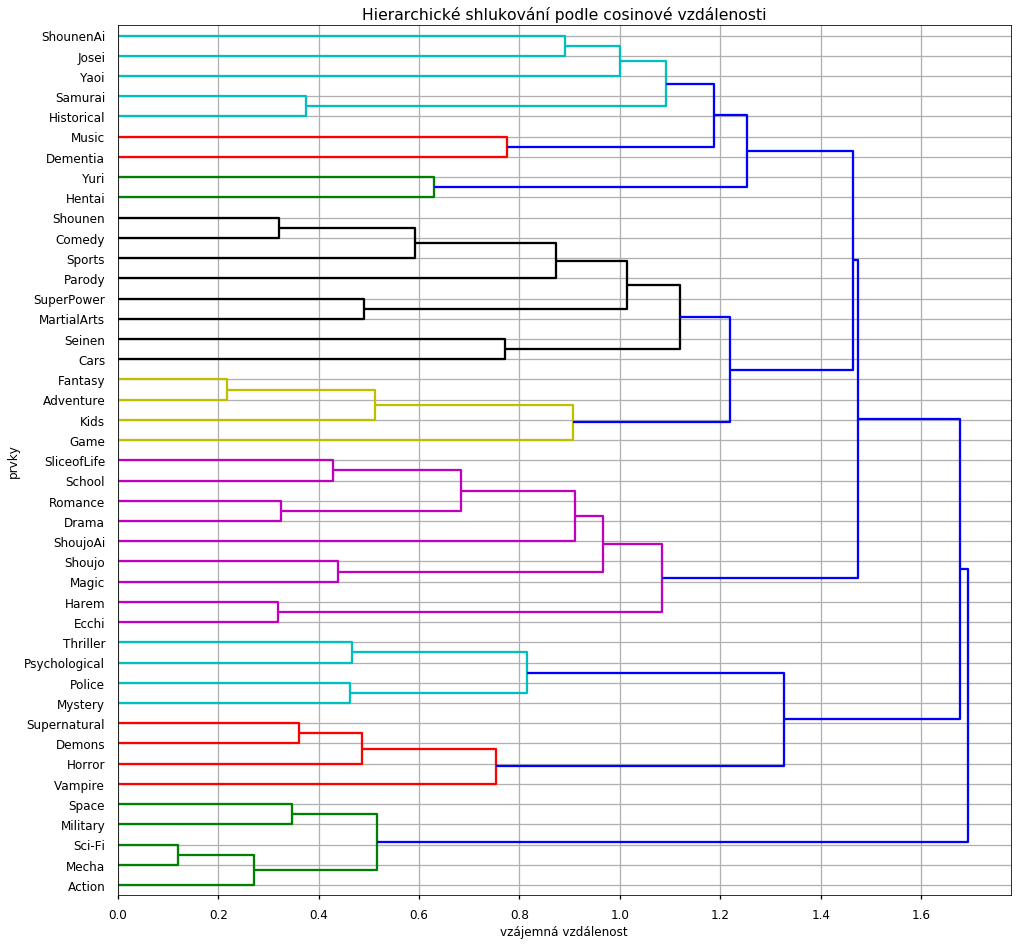 Hierarchické shlukování podle cosinové vzdálenosti
ShounenAi
Josei
Yaoi
Samurai
Historical
Music
Dementia
Yuri
Hentai
Shounen
Comedy
Sports
Parody
SuperPower
MartialArts
Seinen
Cars
Fantasy
Adventure
Kids
Game
SliceofLife
School
Romance
Drama
ShoujoAi
Shoujo
Magic
Harem
Ecchi
Thriller
Psychological
Police
Mystery
Supernatural
Demons
Horror
Vampire
Space
Military
Sci-Fi
Mecha
Action
prvky
0.0 0.2 0.4 0.6 0.8 1.0 1.2 1.4 1.6
vzájemná vzdálenost